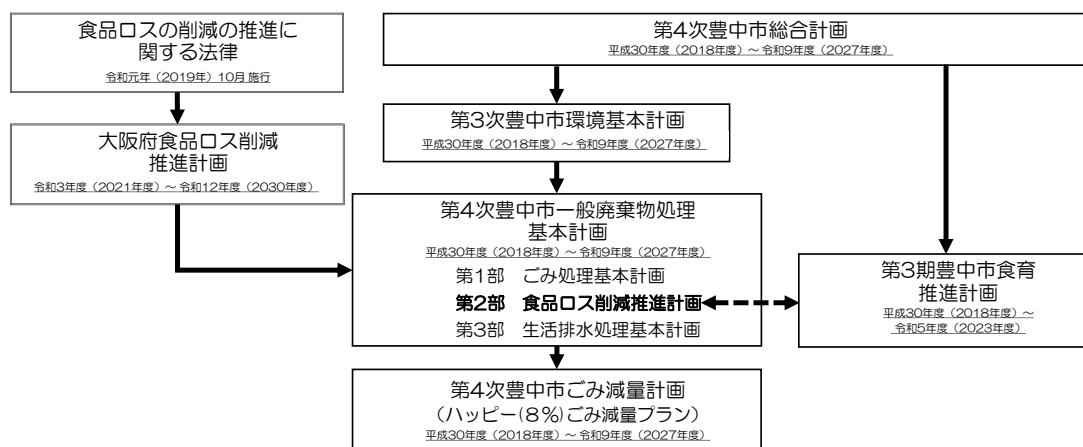 食品ロスの削減の推進に
関する法律
令和元年（2019年）10月施行
大阪府食品ロス削減
推進計画
令和3年度（2021年度）～令和12年度（2030年度）
第4次豊中市総合計画
平成30年度（2018年度）～令和9年度（2027年度）
第3次豊中市環境基本計画
平成30年度（2018年度）～令和9年度（2027年度）
第4次豊中市一般廃棄物処理
基本計画
平成30年度（2018年度）～令和9年度（2027年度）
第1部　ごみ処理基本計画
第2部　食品ロス削減推進計画
第3部　生活排水処理基本計画
第3期豊中市食育
推進計画
平成30年度（2018年度）～
令和5年度（2023年度）
第4次豊中市ごみ減量計画
（ハッピー(8%)ごみ減量プラン）
平成30年度（2018年度）～令和9年度（2027年度）